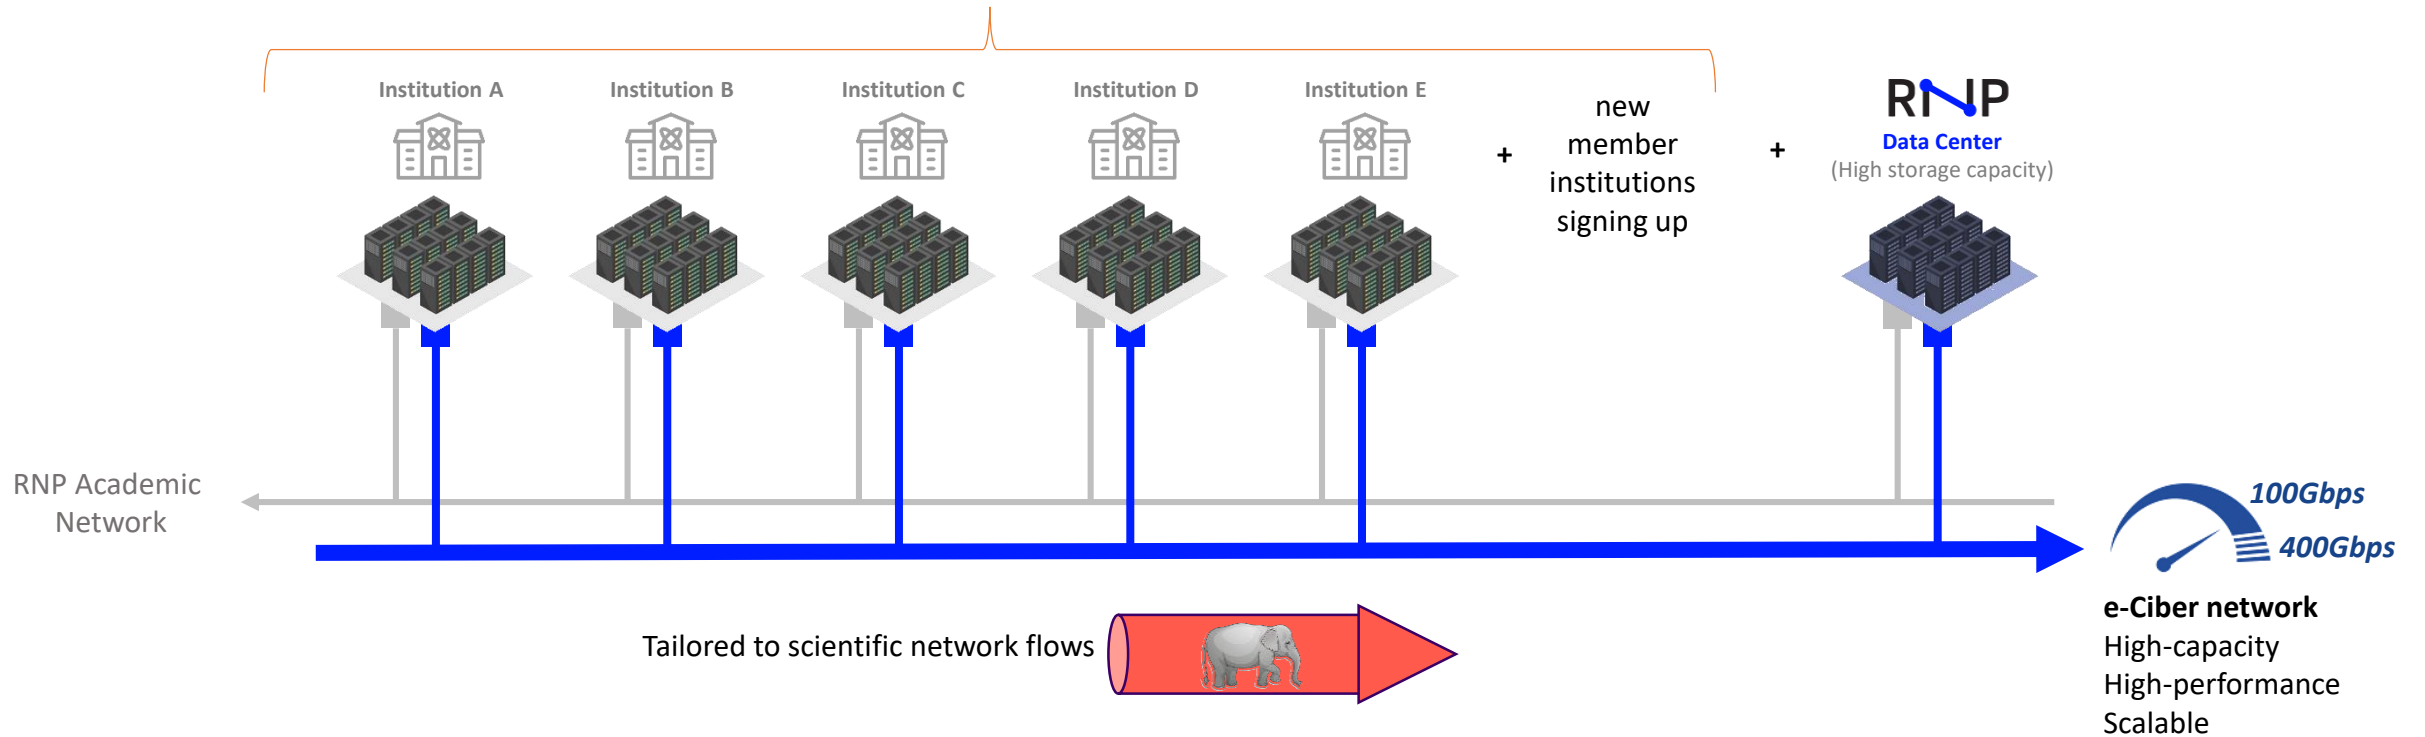 Institution A
Institution B
Institution C
Institution D
Institution E
+
new
member
institutions
signing up
+
RNP
Data Center
(High storage capacity)
RNP Academic
Network
100Gbps
400Gbps
e-Ciber network
High-capacity
High-performance
Scalable
Tailored to scientific network flows